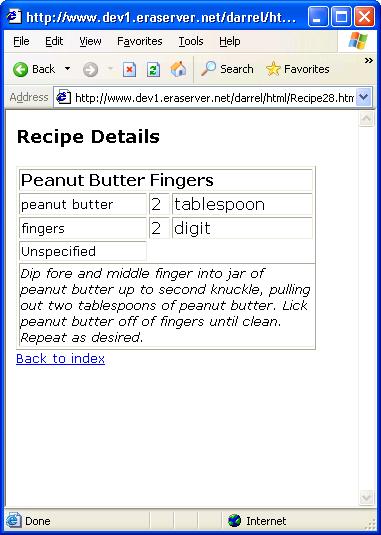 http://www.dev1.eraserver.net/darrel/ht...
File Edit View Favorites Tools Help
Back Search Favorites
Address http://www.dev1.eraserver.net/darrel/html/Recipe28.htm
Recipe Details
Peanut Butter Fingers
peanut butter 2 tablespoon
fingers 2 digit
Unspecified
Dip fore and middle finger into jar of
peanut butter up to second knuckle, pulling
out two tablespoons of peanut butter. Lick
peanut butter off of fingers until clean.
Repeat as desired.
Back to index
Done Internet